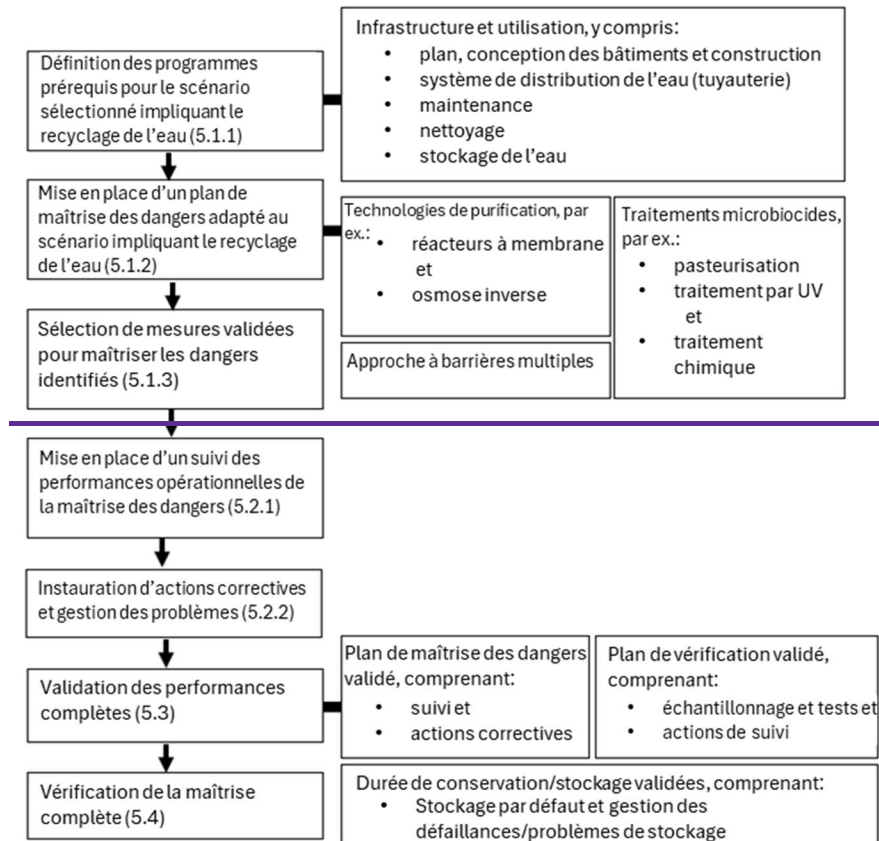 Définition des programmes
prérequis pour le scénario
sélectionné impliquant le
recyclage de l'eau (5.1.1)
Infrastructure et utilisation, y compris:
• plan, conception des bâtiments et construction
• système de distribution de l'eau (tuyauterie)
• maintenance
• nettoyage
• stockage de l'eau
Mise en place d'un plan de
maîtrise des dangers adapté au
scénario impliquant le recyclage
de l'eau (5.1.2)
Technologies de purification, par
ex.:
• réacteurs à membrane
et
• osmose inverse
Traitements microbiocides,
par ex.:
• pasteurisation
• traitement par UV
et
• traitement
chimique
Approche à barrières multiples
Sélection de mesures validées
pour maîtriser les dangers
identifiés (5.1.3)
Mise en place d'un suivi des
performances opérationnelles de
la maîtrise des dangers (5.2.1)
Instauration d'actions correctives
et gestion des problèmes (5.2.2)
Validation des performances
complètes (5.3)
Plan de maîtrise des dangers
validé, comprenant:
• suivi et
• actions correctives
Plan de vérification validé,
comprenant:
• échantillonnage et tests et
• actions de suivi
Vérification de la maîtrise
complète (5.4)
Durée de conservation/stockage validées, comprenant:
• Stockage par défaut et gestion des
défaillances/problèmes de stockage